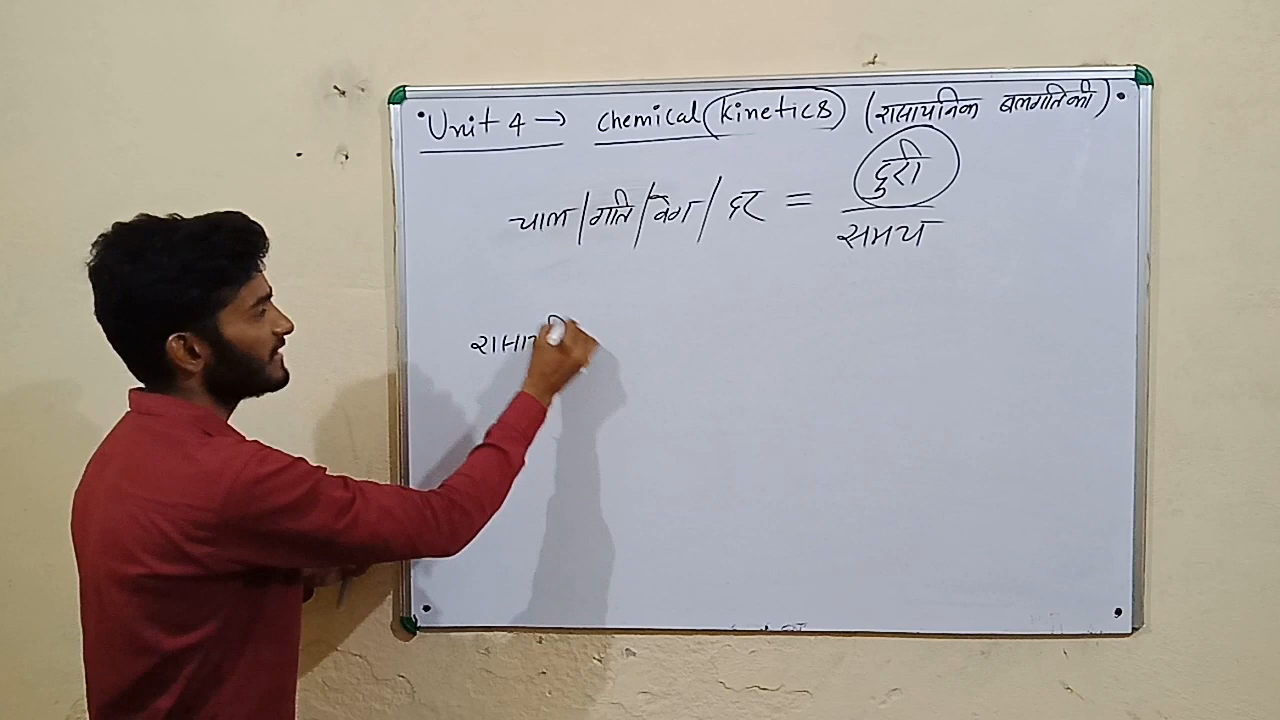 Unit 4 → Chemical Kinetics (रासायनिक बलगतिकी)
चाल/गति/वेग/दर = दुरी
समय